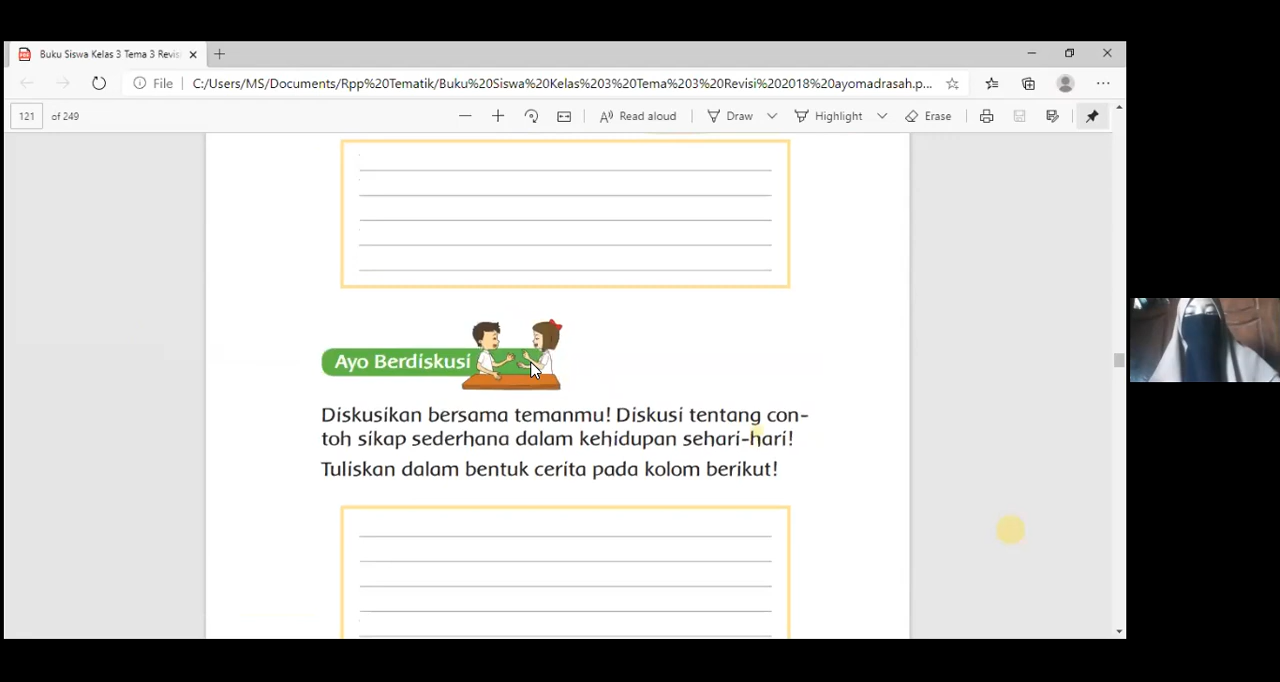 Buku Siswa Kelas 3 Tema 3 Revis
File C:/Users/MS/Documents/Rpp%20Tematik/Buku%20Siswa%20Kelas%203%20Tema%203%20Revisi%202018%20ayomadrasah.p...
121 of 249 Read aloud Draw Highlight Erase
Ayo Berdiskusi
Diskusikan bersama temanmu! Diskusi tentang con-
toh sikap sederhana dalam kehidupan sehari-hari!
Tuliskan dalam bentuk cerita pada kolom berikut!